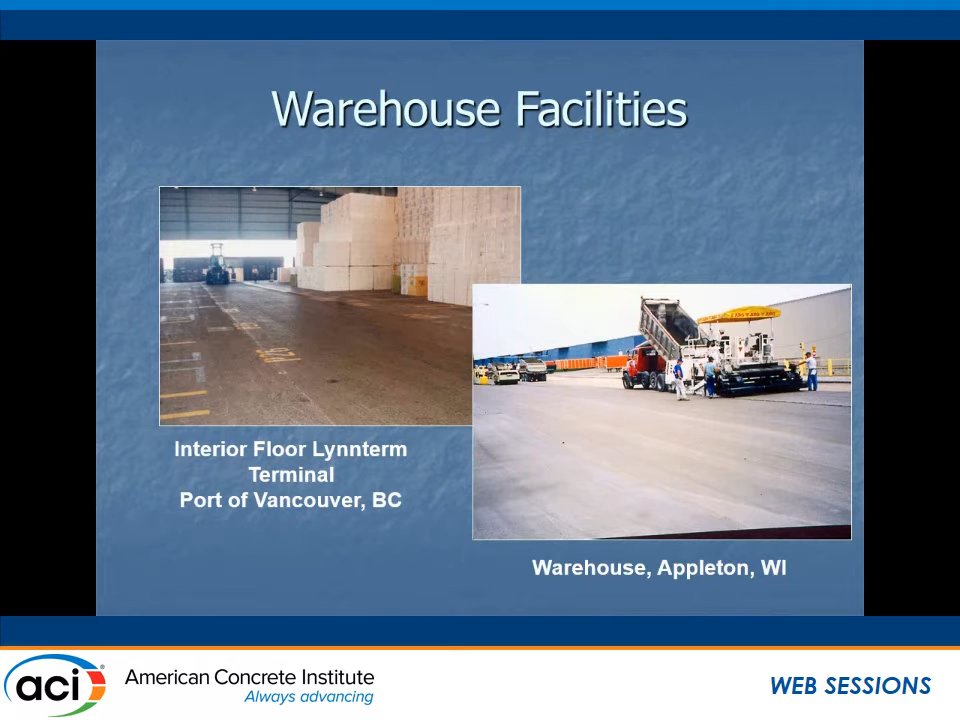 Warehouse Facilities
Interior Floor Lynnterm
Terminal
Port of Vancouver, BC
Warehouse, Appleton, WI
aci®
American Concrete Institute
Always advancing
WEB SESSIONS